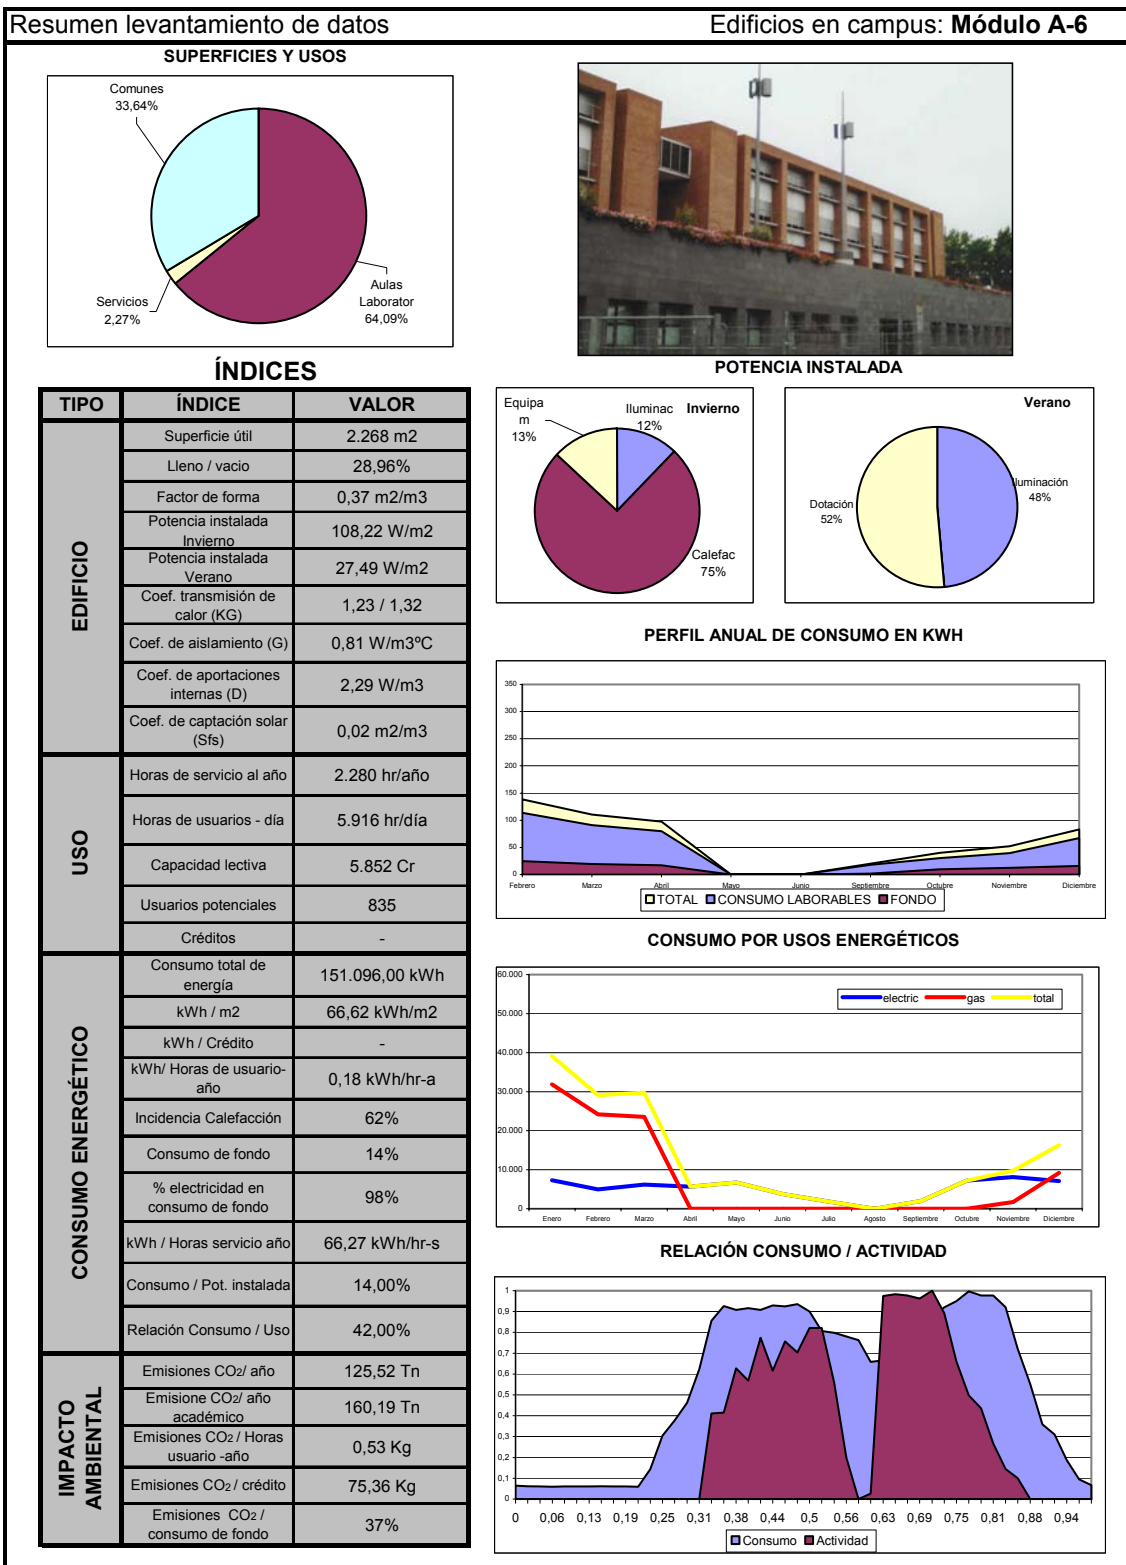 Resumen levantamiento de datos
Edificios en campus: Módulo A-6
SUPERFICIES Y USOS
Comunes
33,64%
Servicios
2,27%
Aulas
Laborator
64,09%
POTENCIA INSTALADA
Equipa
m
13%
Iluminac
12%
Invierno
Calefac
75%
Verano
Dotación
52%
Iluminación
48%
ÍNDICES
TIPO ÍNDICE VALOR
EDIFICIO
Superficie útil 2.268 m2
Lleno / vacio 28,96%
Factor de forma 0,37 m2/m3
Potencia instalada
Invierno
108,22 W/m2
Potencia instalada
Verano
27,49 W/m2
Coef. transmisión de
calor (KG)
1,23 / 1,32
Coef. de aislamiento (G) 0,81 W/m3ºC
Coef. de aportaciones
internas (D)
2,29 W/m3
Coef. de captación solar
(Sfs)
0,02 m2/m3
USO
Horas de servicio al año 2.280 hr/año
Horas de usuarios - día 5.916 hr/día
Capacidad lectiva 5.852 Cr
Usuarios potenciales 835
Créditos -
CONSUMO ENERGÉTICO
Consumo total de
energía
151.096,00 kWh
kWh / m2 66,62 kWh/m2
kWh / Crédito -
kWh/ Horas de usuario-
año
0,18 kWh/hr-a
Incidencia Calefacción 62%
Consumo de fondo 14%
% electricidad en
consumo de fondo
98%
kWh / Horas servicio año 66,27 kWh/hr-s
Consumo / Pot. instalada 14,00%
Relación Consumo / Uso 42,00%
IMPACTO
AMBIENTAL
Emisiones CO2/ año 125,52 Tn
Emisione CO2/ año
académico
160,19 Tn
Emisiones CO2 / Horas
usuario -año
0,53 Kg
Emisiones CO2 / crédito 75,36 Kg
Emisiones CO2 /
consumo de fondo
37%
PERFIL ANUAL DE CONSUMO EN KWH
350
300
250
200
150
100
50
0
Febrero Marzo Abril Mayo Junio Septiembre Octubre Noviembre Diciembre
TOTAL CONSUMO LABORABLES FONDO
CONSUMO POR USOS ENERGÉTICOS
60.000
50.000
40.000
30.000
20.000
10.000
0
electric gas total
Enero Febrero Marzo Abril Mayo Junio Julio Agosto Septiembre Octubre Noviembre Diciembre
RELACIÓN CONSUMO / ACTIVIDAD
1
0,9
0,8
0,7
0,6
0,5
0,4
0,3
0,2
0,1
0
0 0,06 0,13 0,19 0,25 0,31 0,38 0,44 0,5 0,56 0,63 0,69 0,75 0,81 0,88 0,94
Consumo Actividad